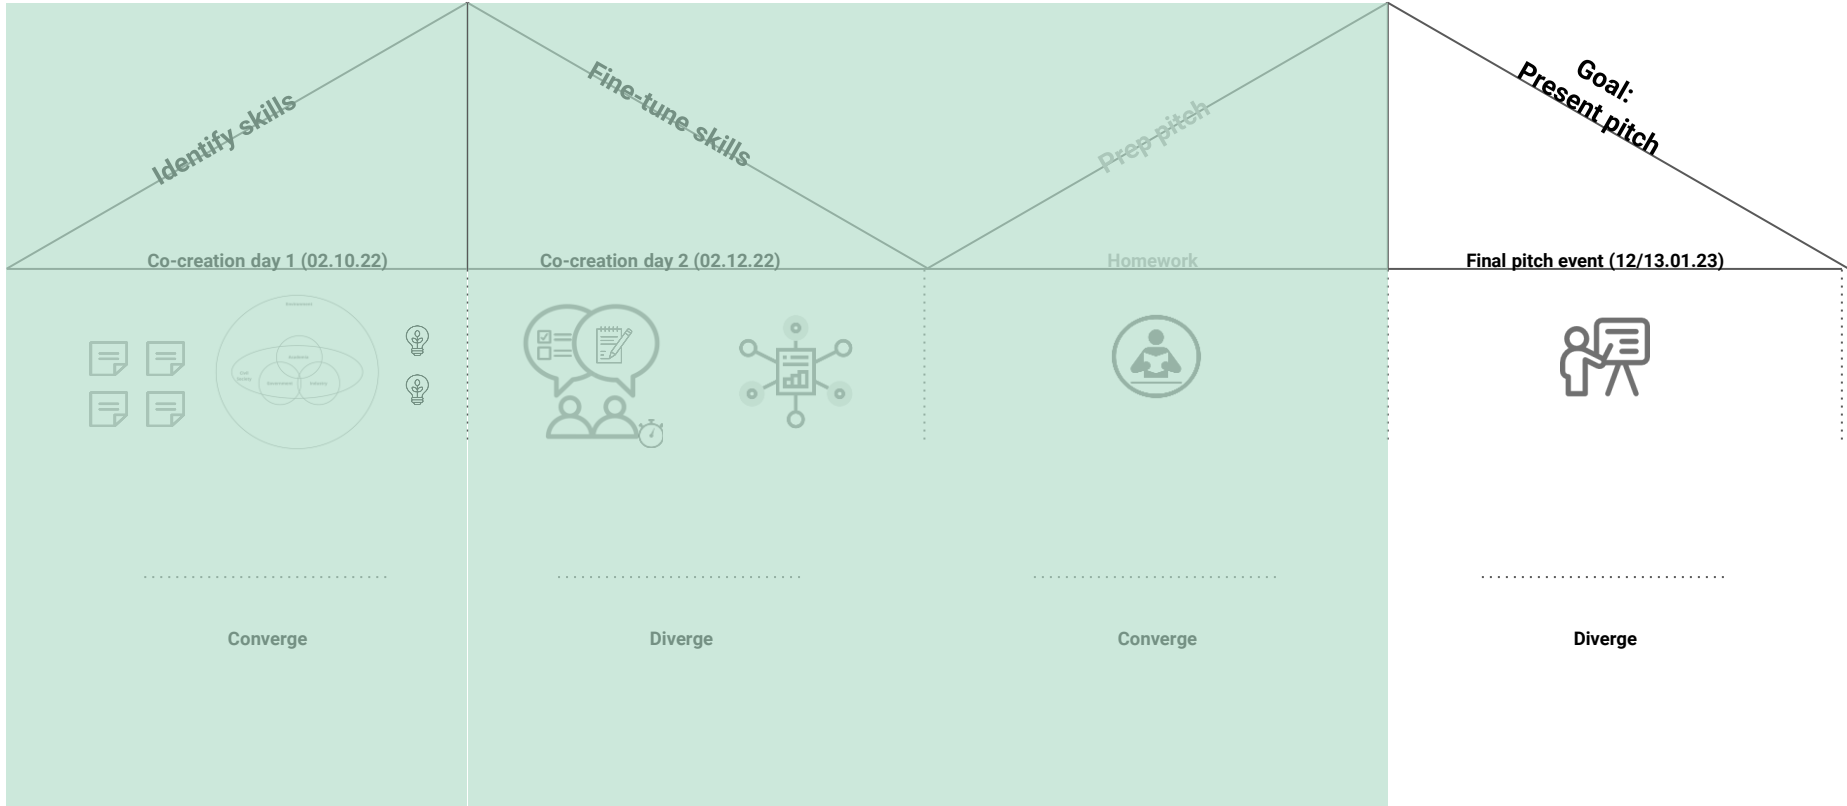 Identify skills
Fine-tune skills
Prep pitch
Goal:
Present pitch
Co-creation day 1 (02.10.22)
Co-creation day 2 (02.12.22)
Homework
Final pitch event (12/13.01.23)
Converge
Diverge
Converge
Diverge